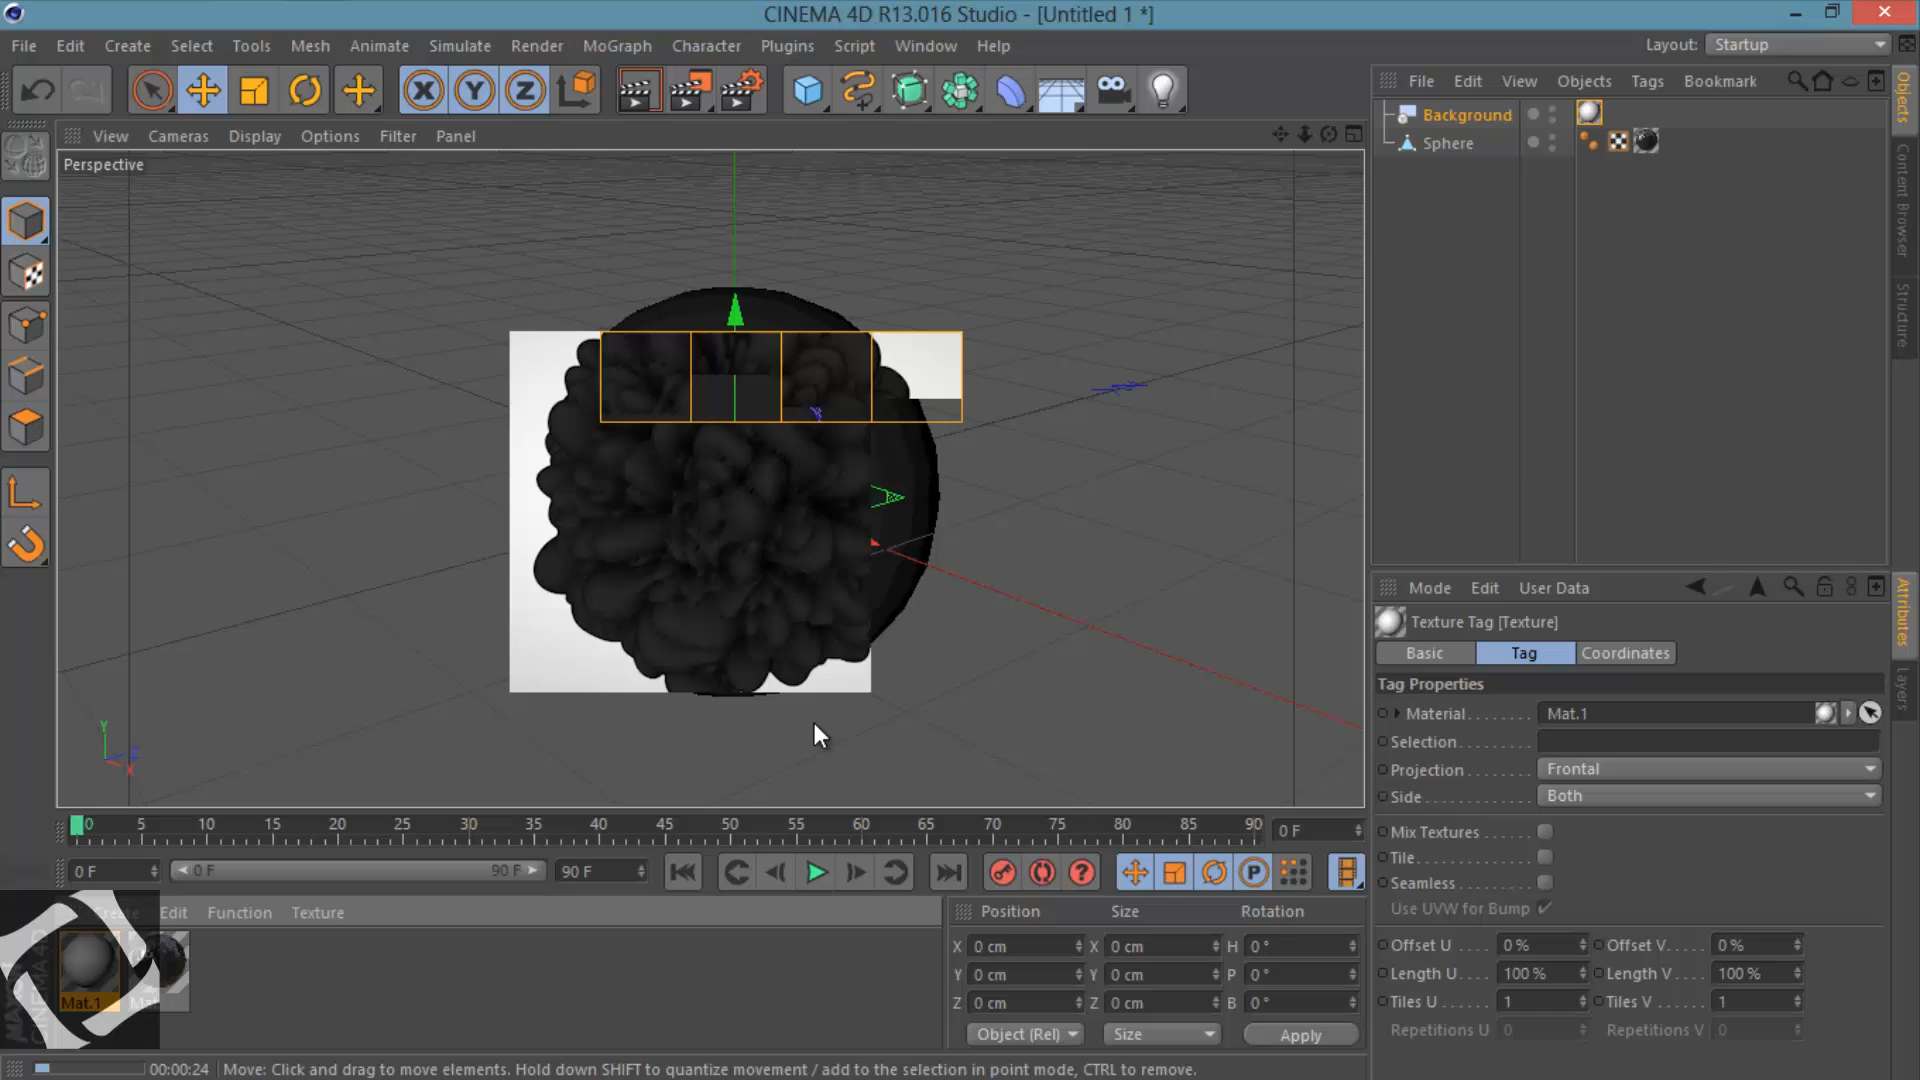 CINEMA 4D R13.016 Studio - [Untitled 1 *]
File Edit Create Select Tools Mesh Animate Simulate Render MoGraph Character Plugins Script Window Help
Layout: Startup
X Y Z
File Edit View Objects Tags Bookmark
Objects
Content Browser
Structure
Background
Sphere
View Cameras Display Options Filter Panel
Perspective
Y
Z
X
Mode Edit User Data
Attributes
Layers
Texture Tag [Texture]
Basic Tag Coordinates
Tag Properties
Material Mat.1
Selection
Projection Frontal
Side Both
Mix Textures
Tile
Seamless
Use UVW for Bump
Offset U 0 % Offset V 0 %
Length U 100 % Length V 100 %
Tiles U 1 Tiles V 1
Repetitions U 0 Repetitions V 0
0 5 10 15 20 25 30 35 40 45 50 55 60 65 70 75 80 85 90 0 F
0 F 0 F 90 F 90 F
P
Create Edit Function Texture
Mat.1 Mat
MAXON
CINEMA 4D
Position Size Rotation
X 0 cm X 0 cm H 0 °
Y 0 cm Y 0 cm P 0 °
Z 0 cm Z 0 cm B 0 °
Object (Rel) Size Apply
00:00:24 Move: Click and drag to move elements. Hold down SHIFT to quantize movement / add to the selection in point mode, CTRL to remove.